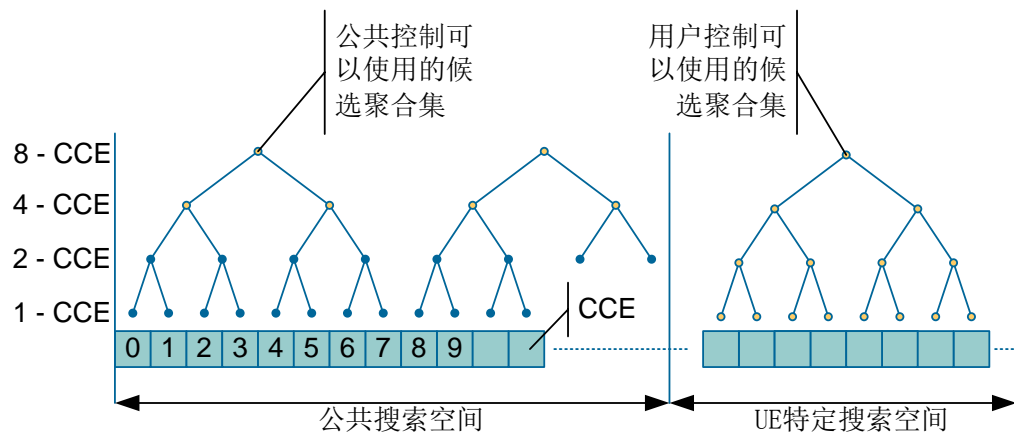 公共控制可
以使用的候
选聚合集
用户控制可
以使用的候
选聚合集
8 - CCE
4 - CCE
2 - CCE
1 - CCE
CCE
0 1 2 3 4 5 6 7 8 9
公共搜索空间
UE特定搜索空间